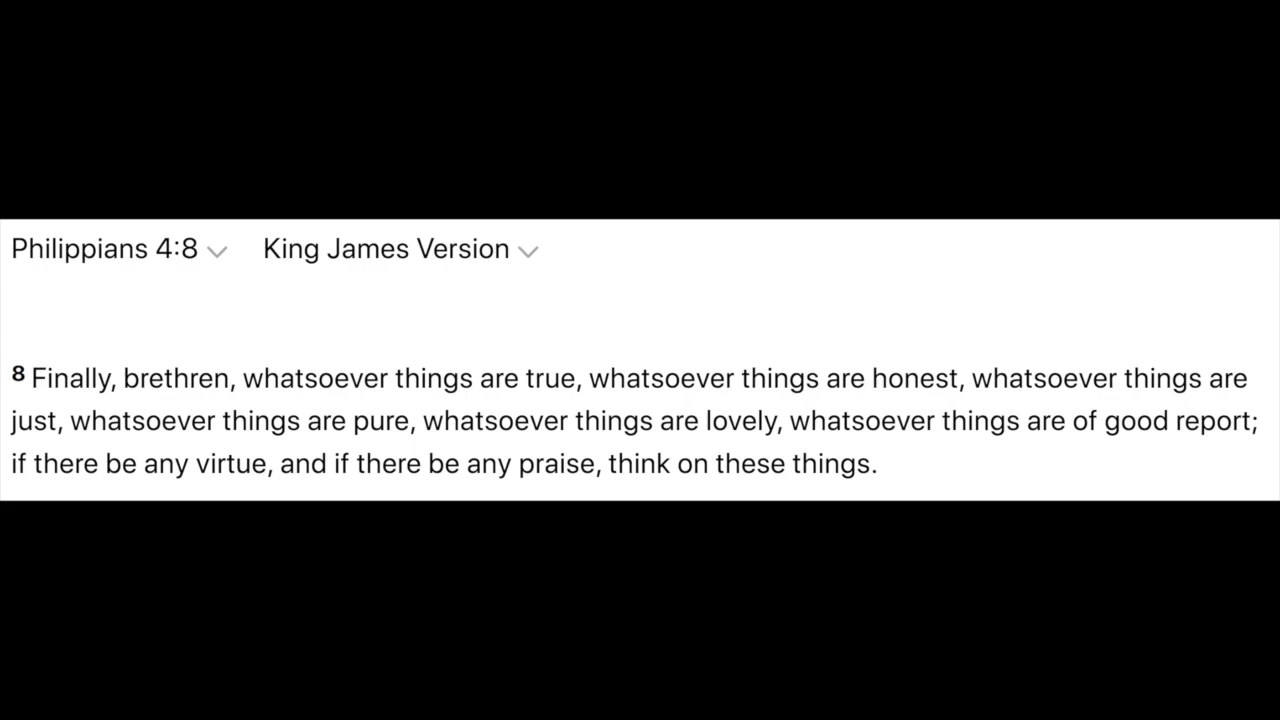 Philippians 4:8 King James Version
8 Finally, brethren, whatsoever things are true, whatsoever things are honest, whatsoever things are
just, whatsoever things are pure, whatsoever things are lovely, whatsoever things are of good report;
if there be any virtue, and if there be any praise, think on these things.